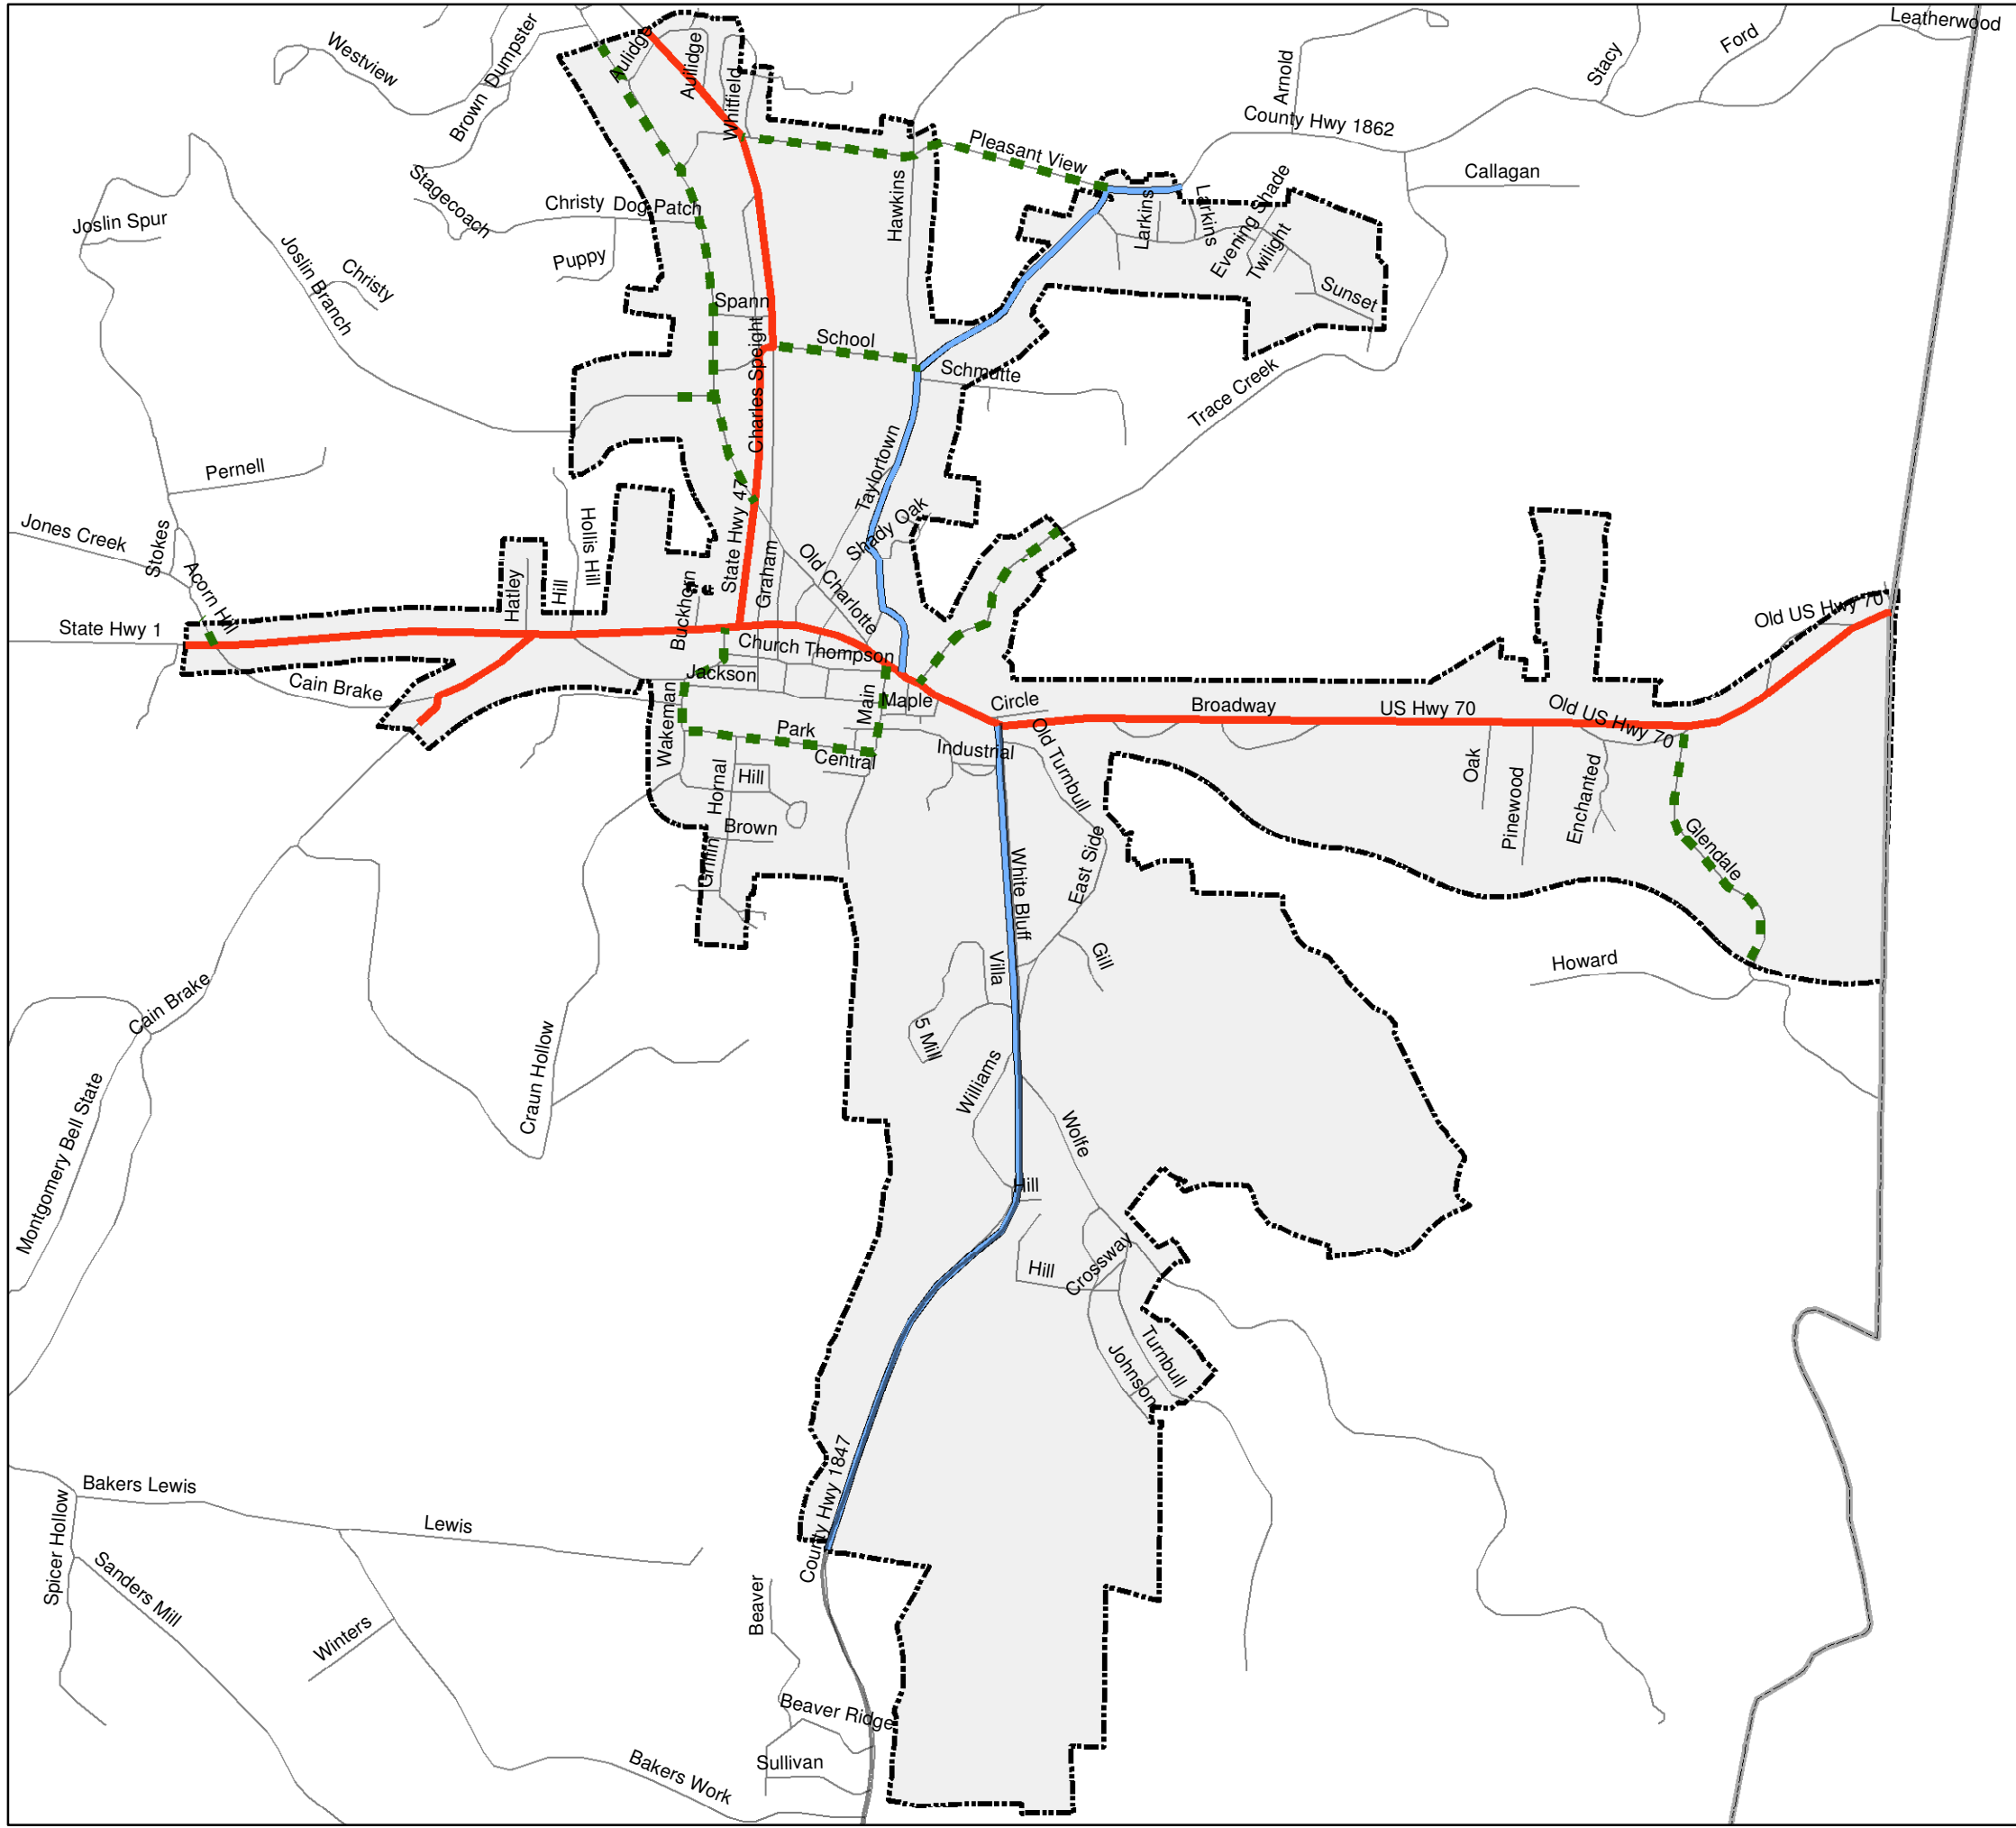 Leatherwood
Ford
Stacy
Westview
Dumpster
Brown
Aulidge
Aulidge
Whitfield
Arnold
County Hwy 1862
Pleasant View
Callagan
Stagecoach
Christy
Dog Patch
Hawkins
Larkins
Larkins
Evening Shade
Twilight
Sunset
Joslin Spur
Joslin Branch
Christy
Puppy
Spann
School
Charles Speight
Schmutte
Trace Creek
Pernell
Taylortown
Jones Creek
Stokes
Acorn Hill
Hollis Hill
State Hwy 47
Shady Oak
Old Charlotte
Graham
Hatley
Hill
Buckhorn
State Hwy 1
Church
Thompson
Old US Hwy 70
Cain Brake
Jackson
Wakeman
Main
Maple
Circle
Broadway
US Hwy 70
Old US Hwy 70
Park
Central
Industrial
Old Turnbull
Oak
Pinewood
Enchanted
Hornal
Hill
Brown
Griffin
Glendale
White Bluff
East Side
Villa
Gill
Howard
Cain Brake
5 Mill
Craun Hollow
Williams
Wolfe
Montgomery Bell State
Hill
Hill
Crossway
Turnbull
Johnson
County Hwy 1847
Bakers Lewis
Lewis
Spicer Hollow
Sanders Mill
Winters
Beaver
Beaver Ridge
Sullivan
Bakers Work